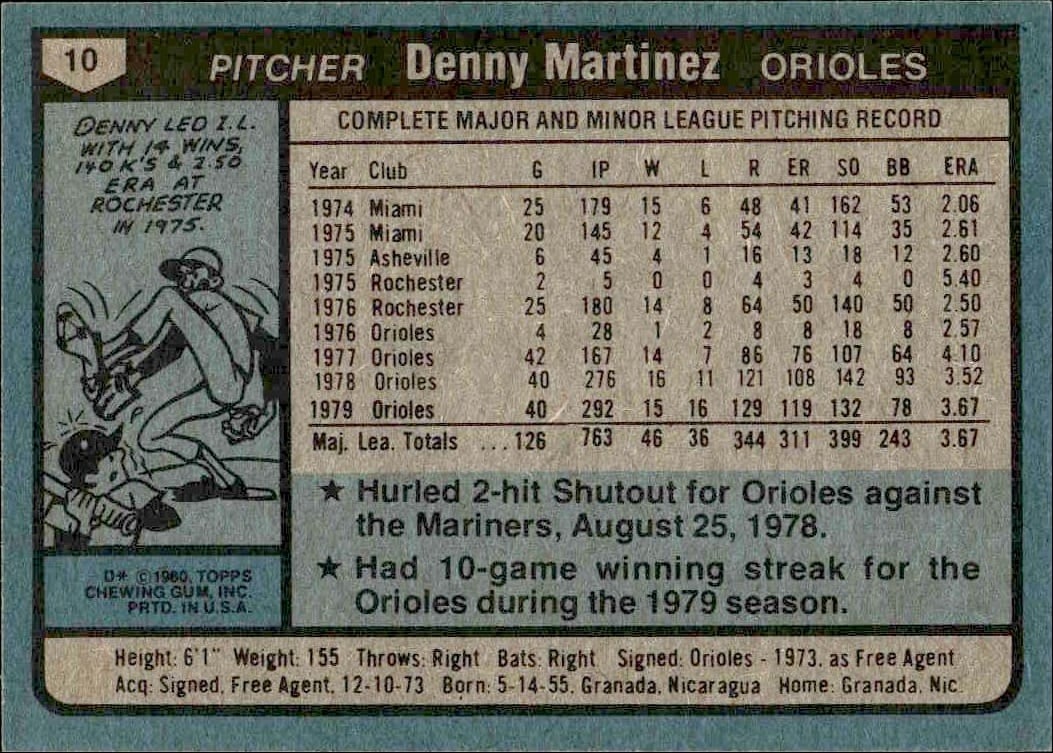 10 PITCHER Denny Martinez ORIOLES
DENNY LED I.L.
WITH 14 WINS,
140 K'S & 2.50
ERA AT
ROCHESTER
IN 1975.
COMPLETE MAJOR AND MINOR LEAGUE PITCHING RECORD
Year Club G IP W L R ER SO BB ERA
1974 Miami 25 179 15 6 48 41 162 53 2.06
1975 Miami 20 145 12 4 54 42 114 35 2.61
1975 Asheville 6 45 4 1 16 13 18 12 2.60
1975 Rochester 2 5 0 0 4 3 4 0 5.40
1976 Rochester 25 180 14 8 64 50 140 50 2.50
1976 Orioles 4 28 1 2 8 8 18 8 2.57
1977 Orioles 42 167 14 7 86 76 107 64 4.10
1978 Orioles 40 276 16 11 121 108 142 93 3.52
1979 Orioles 40 292 15 16 129 119 132 78 3.67
Maj. Lea. Totals ...126 763 46 36 344 311 399 243 3.67
★ Hurled 2-hit Shutout for Orioles against
the Mariners, August 25, 1978.
★ Had 10-game winning streak for the
Orioles during the 1979 season.
D* © 1980, TOPPS
CHEWING GUM, INC.
PRTD. IN U.S.A.
Height: 6'1" Weight: 155 Throws: Right Bats: Right Signed: Orioles - 1973. as Free Agent
Acq: Signed, Free Agent, 12-10-73 Born: 5-14-55, Granada, Nicaragua Home: Granada, Nic.